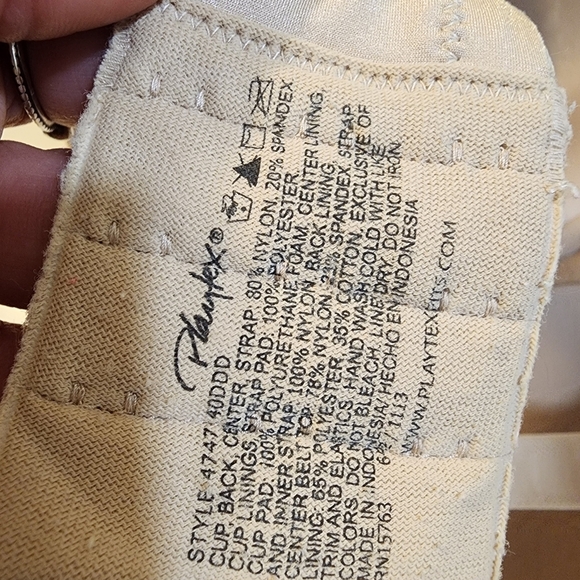 Playtex®
STYLE 4747 40DDD
CUP, BACK, CENTER, STRAP: 80% NYLON, 20% SPANDEX
CUP LININGS, STRAP PAD: 100% POLYESTER
CUP PAD: 100% POLYURETHANE FOAM, CENTER LINING,
AND INNER STRAP: 100% NYLON, BACK LINING,
CENTER BELT TOP: 78% NYLON, SPANDEX, STRAP
LINING: 65% POLYESTER, 35% COTTON, EXCLUSIVE OF
TRIM AND ELASTICS, HAND WASH COLD WITH LIKE
COLORS, DO NOT BLEACH, LINE DRY, DO NOT IRON
MADE IN INDONESIA/HECHO EN INDONESIA
RN15763 1113
WWW.PLAYTEXFITS.COM